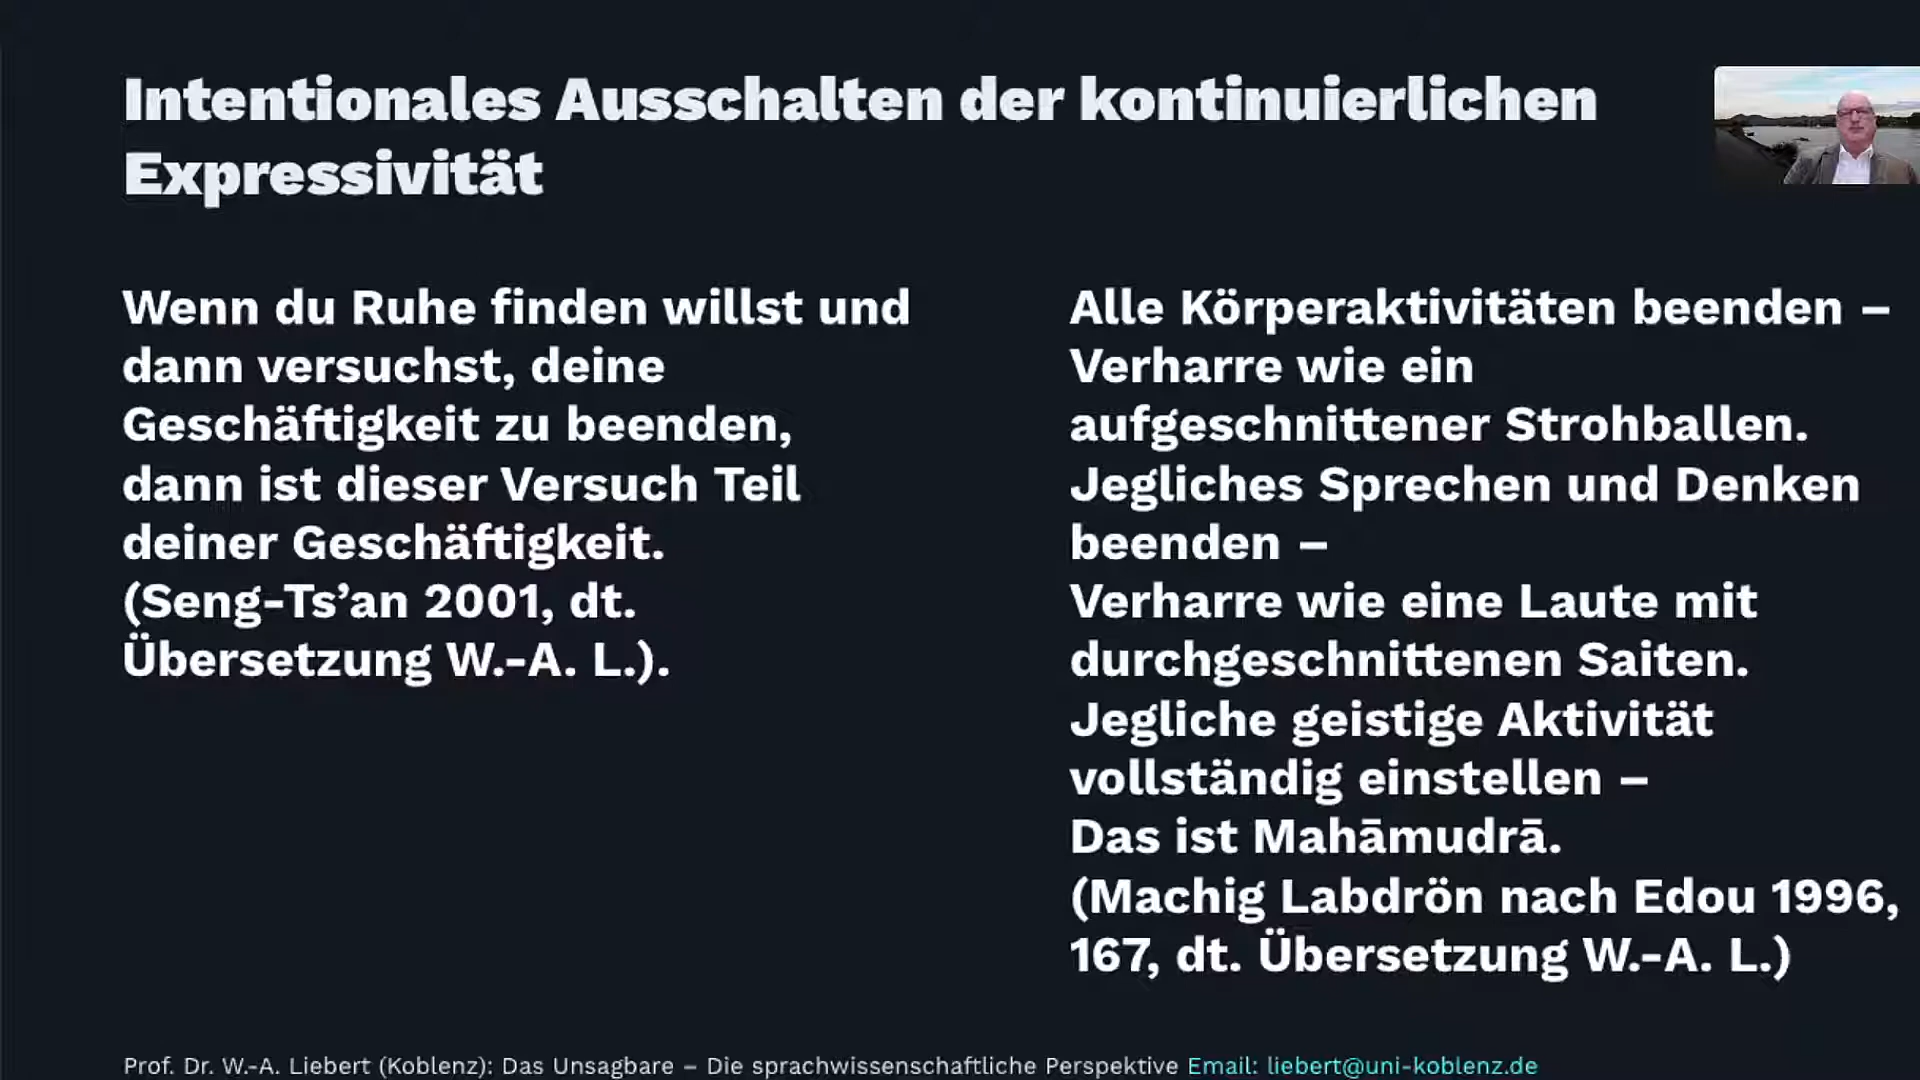 Intentionales Ausschalten der kontinuierlichen
Expressivität
Wenn du Ruhe finden willst und
dann versuchst, deine
Geschäftigkeit zu beenden,
dann ist dieser Versuch Teil
deiner Geschäftigkeit.
(Seng-Ts’an 2001, dt.
Übersetzung W.-A. L.).
Alle Körperaktivitäten beenden –
Verharre wie ein
aufgeschnittener Strohballen.
Jegliches Sprechen und Denken
beenden –
Verharre wie eine Laute mit
durchgeschnittenen Saiten.
Jegliche geistige Aktivität
vollständig einstellen –
Das ist Mahāmudrā.
(Machig Labdrön nach Edou 1996,
167, dt. Übersetzung W.-A. L.)
Prof. Dr. W.-A. Liebert (Koblenz): Das Unsagbare – Die sprachwissenschaftliche Perspektive Email: liebert@uni-koblenz.de